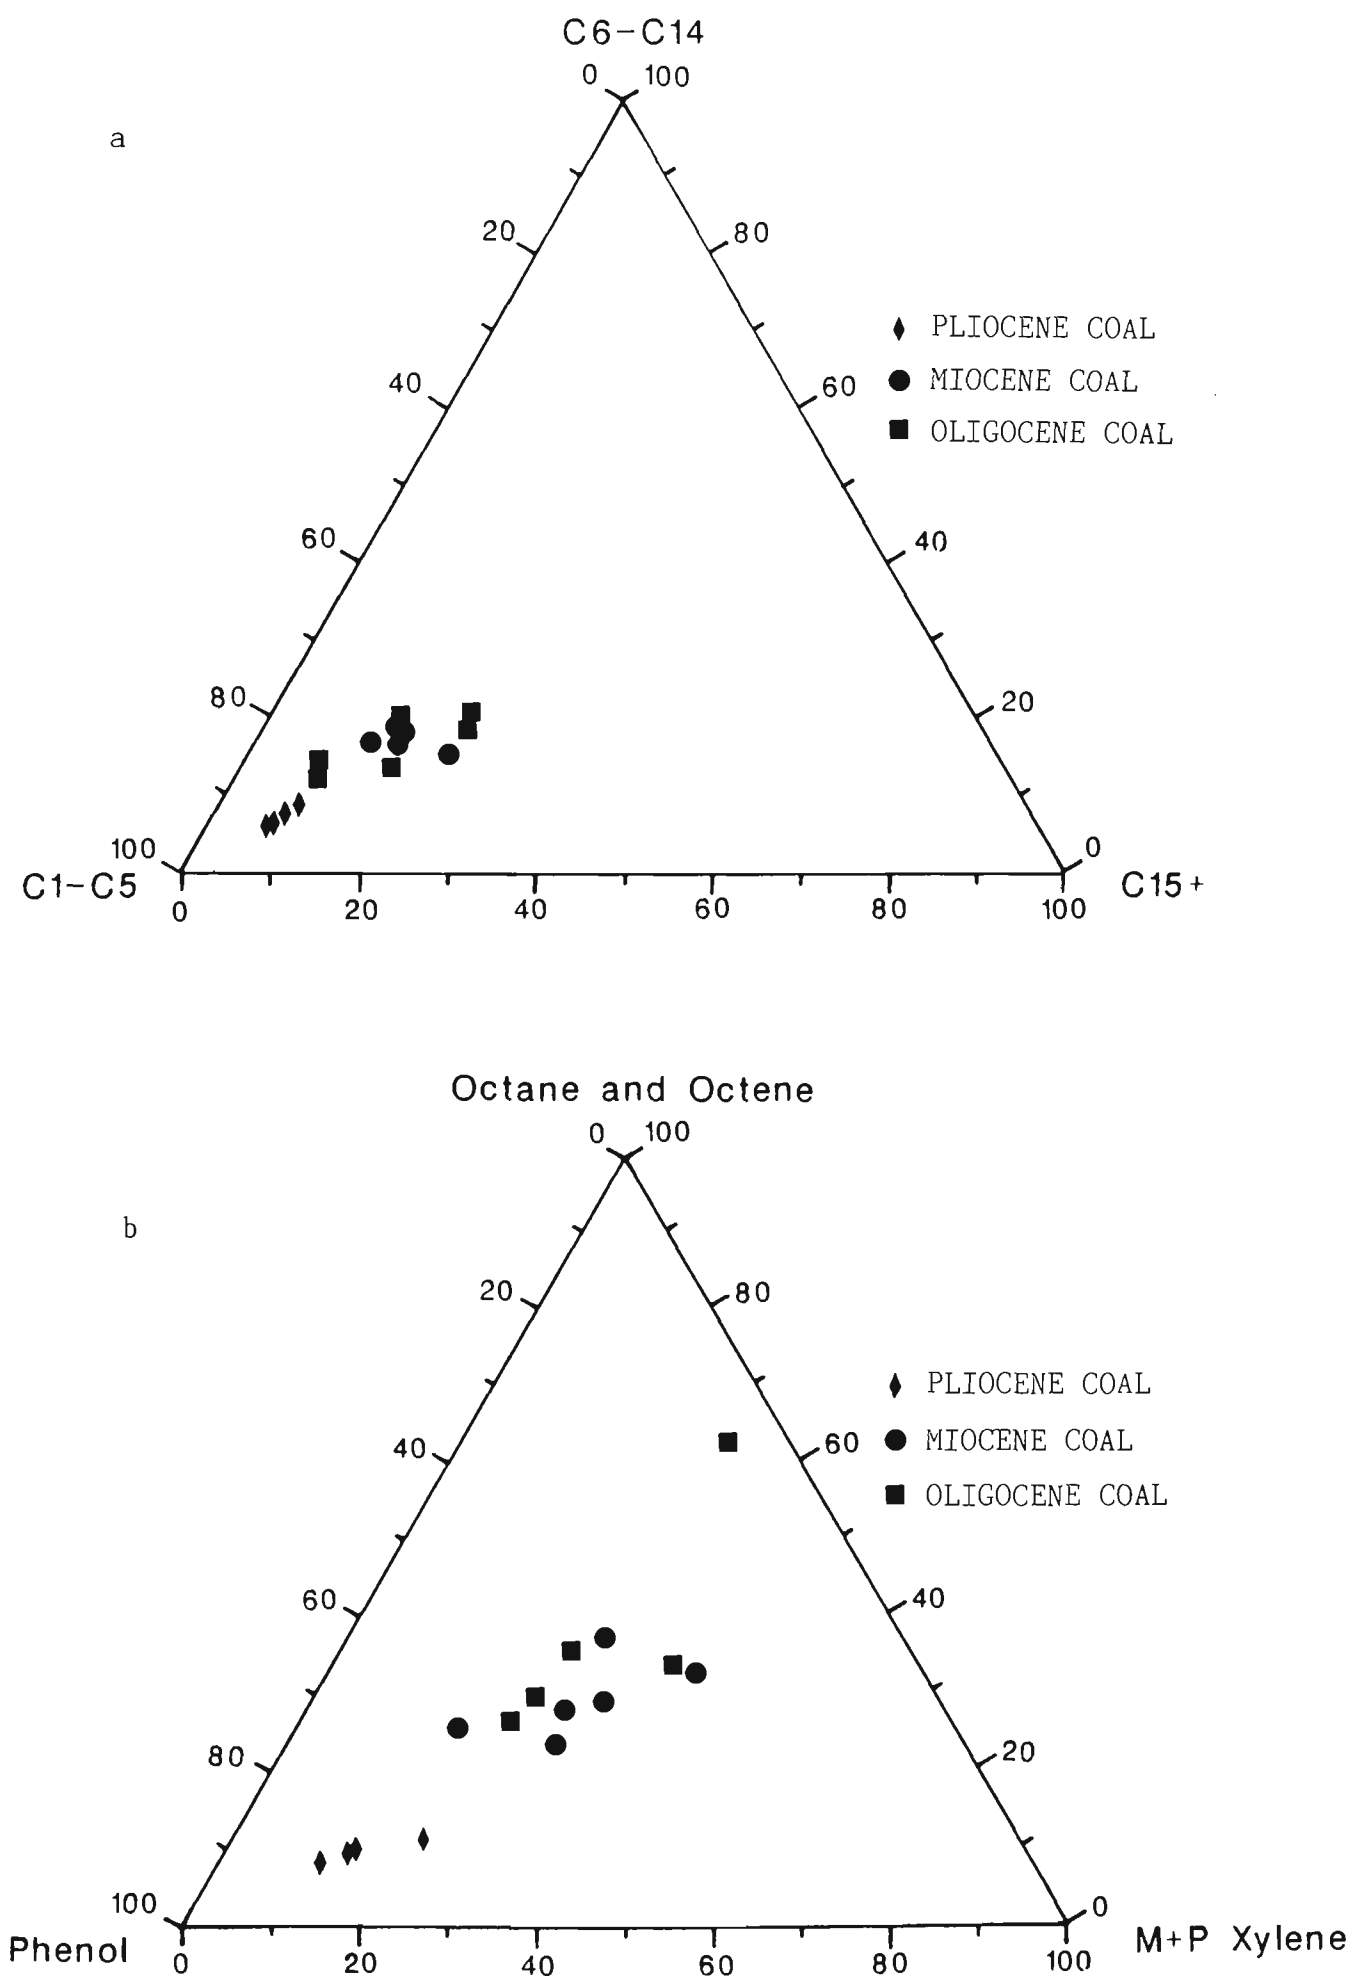 C6-C14
0 100
a
20 80
PLIOCENE COAL
40 60
MIOCENE COAL
OLIGOCENE COAL
60 40
80 20
100 0
C1-C5 C15+
0 20 40 60 80 100
Octane and Octene
0 100
b
20 80
PLIOCENE COAL
40 60
MIOCENE COAL
OLIGOCENE COAL
60 40
80 20
100 0
Phenol M+P Xylene
0 20 40 60 80 100